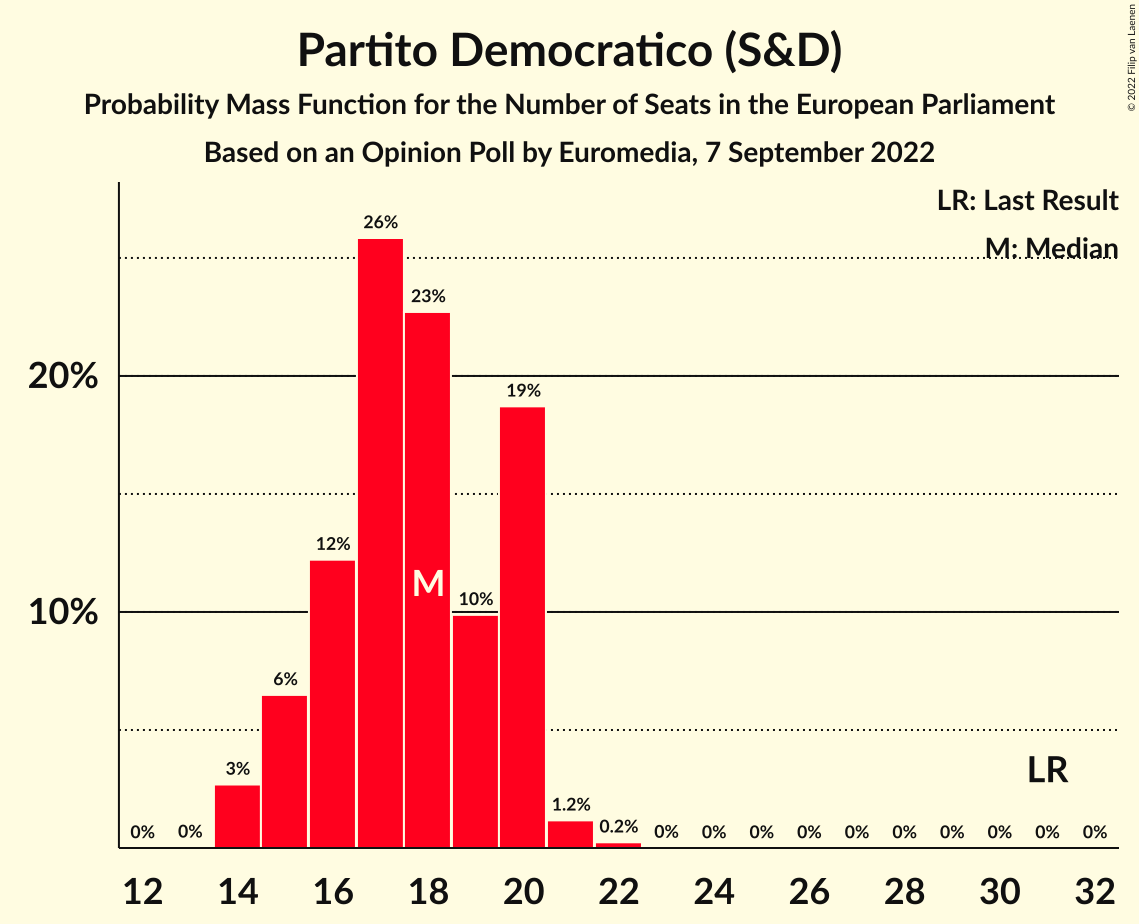 Partito Democratico (S&D)
Probability Mass Function for the Number of Seats in the European Parliament
Based on an Opinion Poll by Euromedia, 7 September 2022
© 2022 Filip van Laenen
LR: Last Result
M: Median
26%
23%
20%
19%
12%
M
10%
10%
6%
3%
LR
1.2%
0% 0% 0.2% 0% 0% 0% 0% 0% 0% 0% 0% 0% 0%
12 14 16 18 20 22 24 26 28 30 32